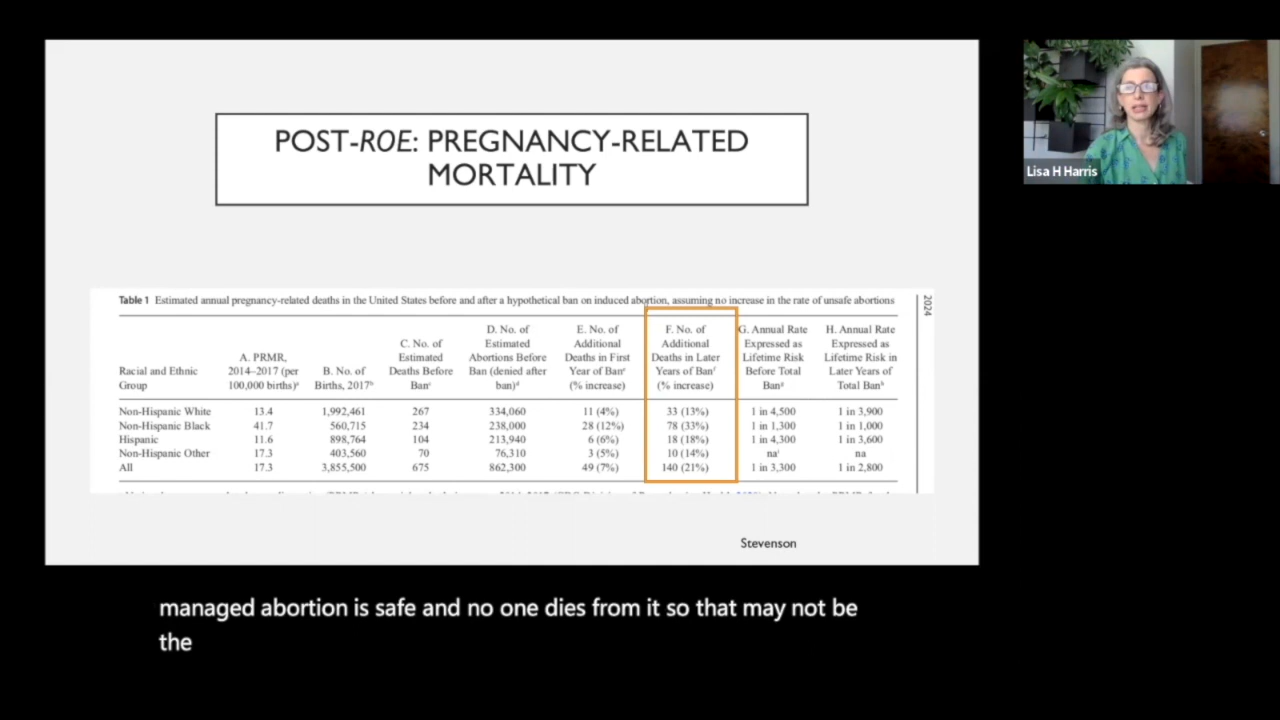 POST-ROE: PREGNANCY-RELATED
MORTALITY
Lisa H Harris
Table 1 Estimated annual pregnancy-related deaths in the United States before and after a hypothetical ban on induced abortion, assuming no increase in the rate of unsafe abortions
2024
Racial and Ethnic Group A. PRMR, 2014–2017 (per 100,000 births)ᵃ B. No. of Births, 2017ᵇ C. No. of Estimated Deaths Before Banᶜ D. No. of Estimated Abortions Before Ban (denied after ban)ᵈ E. No. of Additional Deaths in First Year of Banᵉ (% increase) F. No. of Additional Deaths in Later Years of Banᶠ (% increase) G. Annual Rate Expressed as Lifetime Risk Before Total Banᵍ H. Annual Rate Expressed as Lifetime Risk in Later Years of Total Banʰ
Non-Hispanic White 13.4 1,992,461 267 334,060 11 (4%) 33 (13%) 1 in 4,500 1 in 3,900
Non-Hispanic Black 41.7 560,715 234 238,000 28 (12%) 78 (33%) 1 in 1,300 1 in 1,000
Hispanic 11.6 898,764 104 213,940 6 (6%) 18 (18%) 1 in 4,300 1 in 3,600
Non-Hispanic Other 17.3 403,560 70 76,310 3 (5%) 10 (14%) naⁱ na
All 17.3 3,855,500 675 862,300 49 (7%) 140 (21%) 1 in 3,300 1 in 2,800
Stevenson
managed abortion is safe and no one dies from it so that may not be
the